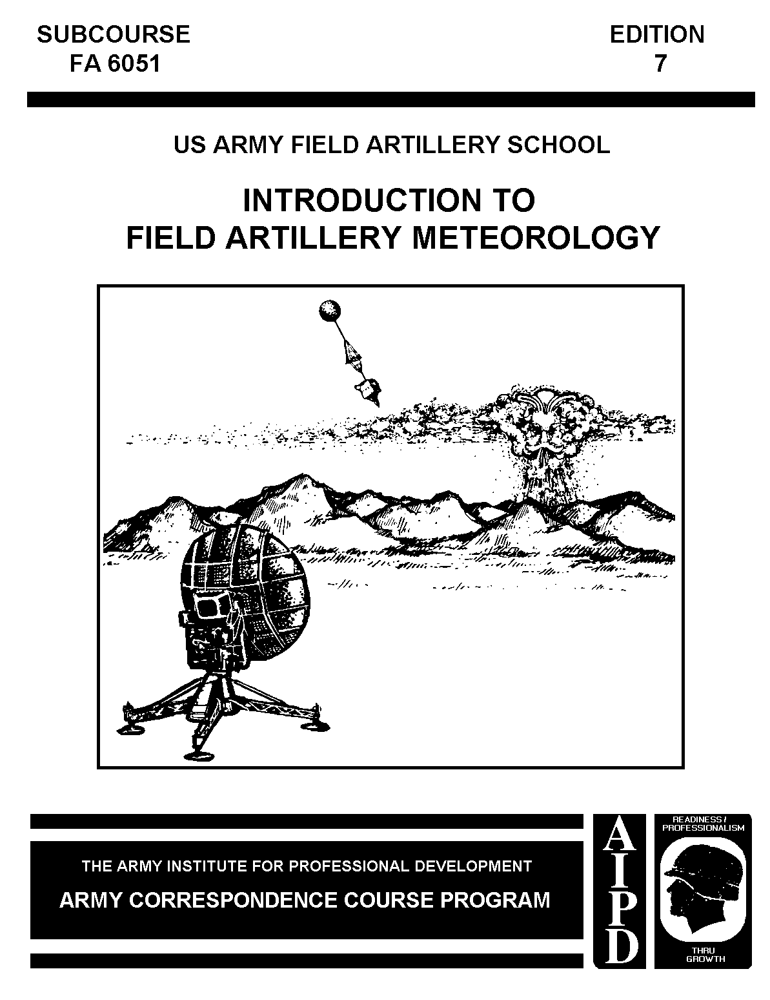 SUBCOURSE
FA 6051
EDITION
7
US ARMY FIELD ARTILLERY SCHOOL
INTRODUCTION TO
FIELD ARTILLERY METEOROLOGY
THE ARMY INSTITUTE FOR PROFESSIONAL DEVELOPMENT
ARMY CORRESPONDENCE COURSE PROGRAM
A
I
P
D
READINESS /
PROFESSIONALISM
THRU
GROWTH